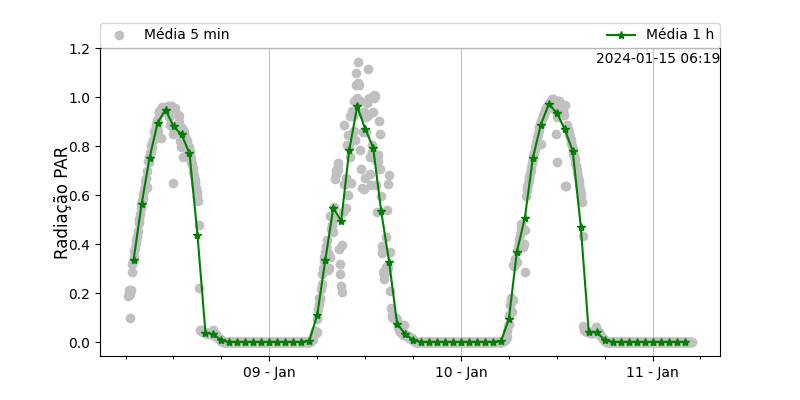 Média 5 min
Média 1 h
2024-01-15 06:19
Radiação PAR
1.2
1.0
0.8
0.6
0.4
0.2
0.0
09 - Jan
10 - Jan
11 - Jan